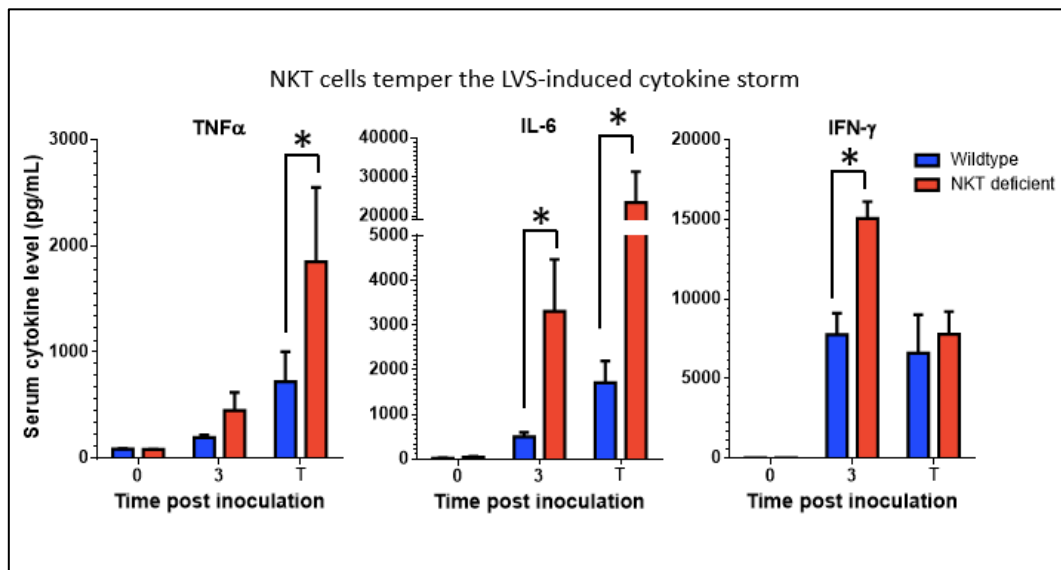 NKT cells temper the LVS-induced cytokine storm
TNFα
IL-6
IFN-γ
Serum cytokine level (pg/mL)
3000
2000
1000
0
*
0
3
T
Time post inoculation
40000
30000
20000
5000
4000
3000
2000
1000
0
*
*
0
3
T
Time post inoculation
20000
15000
10000
5000
0
*
0
3
T
Time post inoculation
Wildtype
NKT deficient